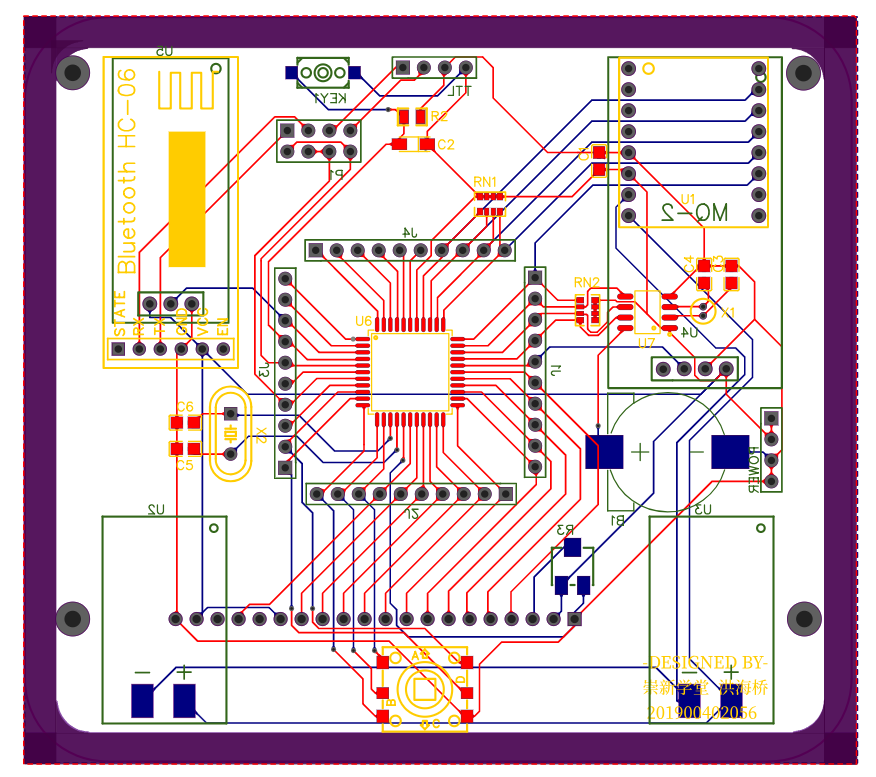 U5
Bluetooth HC-06
KEY1
TTL
R2
C2
P1
RN1
C1
U1
MQ-2
J4
C4
C3
RN2
X1
U4
U7
STATE
RX
TX
GND
VCC
EN
U6
J3
J1
C6
C5
X2
POWER
J2
B1
U2
R3
U3
A
D
B
C
-DESIGNED BY-
崇新学堂 洪海桥
201900402056